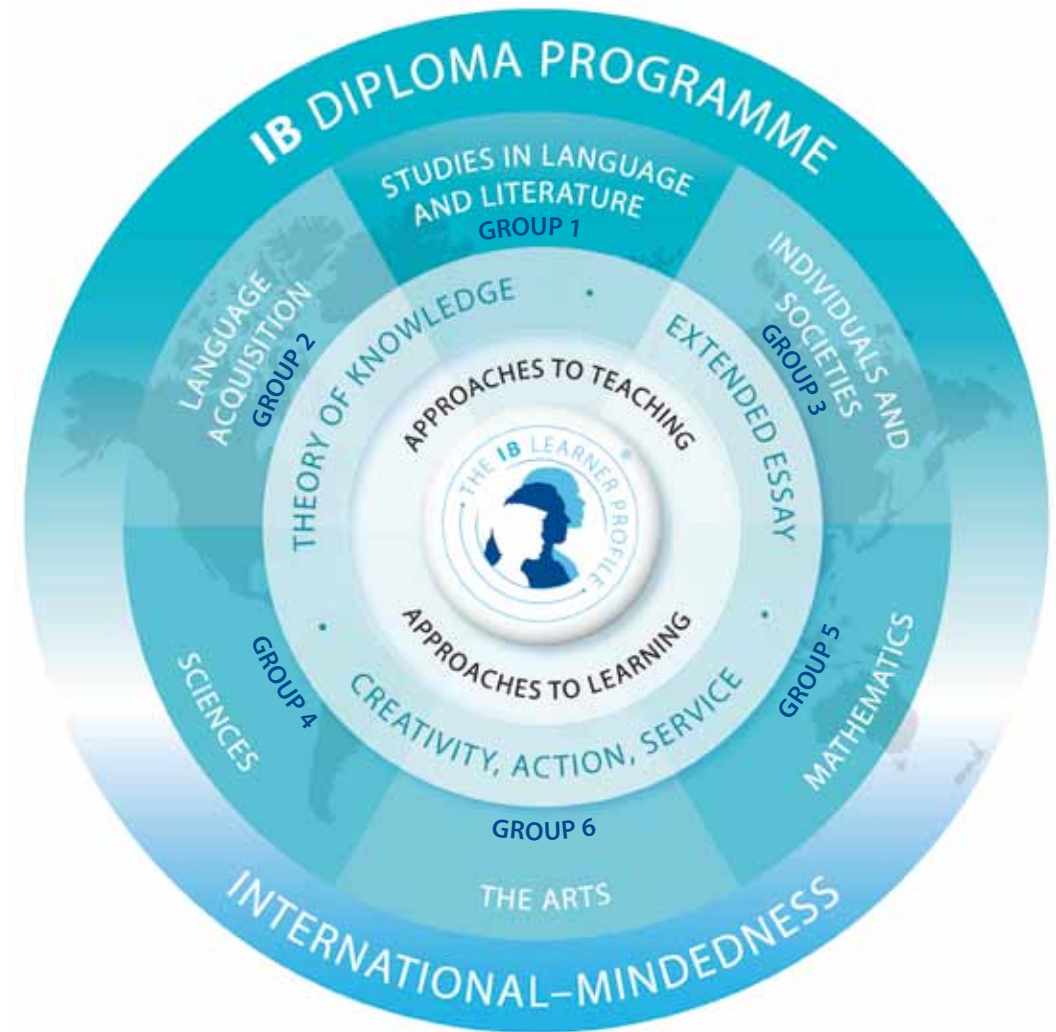 IB DIPLOMA PROGRAMME
STUDIES IN LANGUAGE
AND LITERATURE
GROUP 1
LANGUAGE
ACQUISITION
GROUP 2
INDIVIDUALS AND
SOCIETIES
GROUP 3
THEORY OF KNOWLEDGE
•
EXTENDED ESSAY
•
CREATIVITY, ACTION, SERVICE
•
APPROACHES TO TEACHING
• THE IB LEARNER PROFILE • ®
APPROACHES TO LEARNING
SCIENCES
GROUP 4
GROUP 5
MATHEMATICS
GROUP 6
THE ARTS
INTERNATIONAL–MINDEDNESS